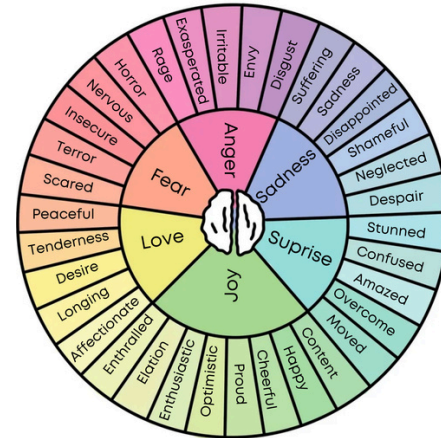 Anger
Sadness
Suprise
Joy
Love
Fear
Rage
Exasperated
Irritable
Envy
Disgust
Suffering
Sadness
Disappointed
Shameful
Neglected
Despair
Stunned
Confused
Amazed
Overcome
Moved
Content
Happy
Cheerful
Proud
Optimistic
Enthusiastic
Elation
Enthralled
Affectionate
Longing
Desire
Tenderness
Peaceful
Scared
Terror
Insecure
Nervous
Horror